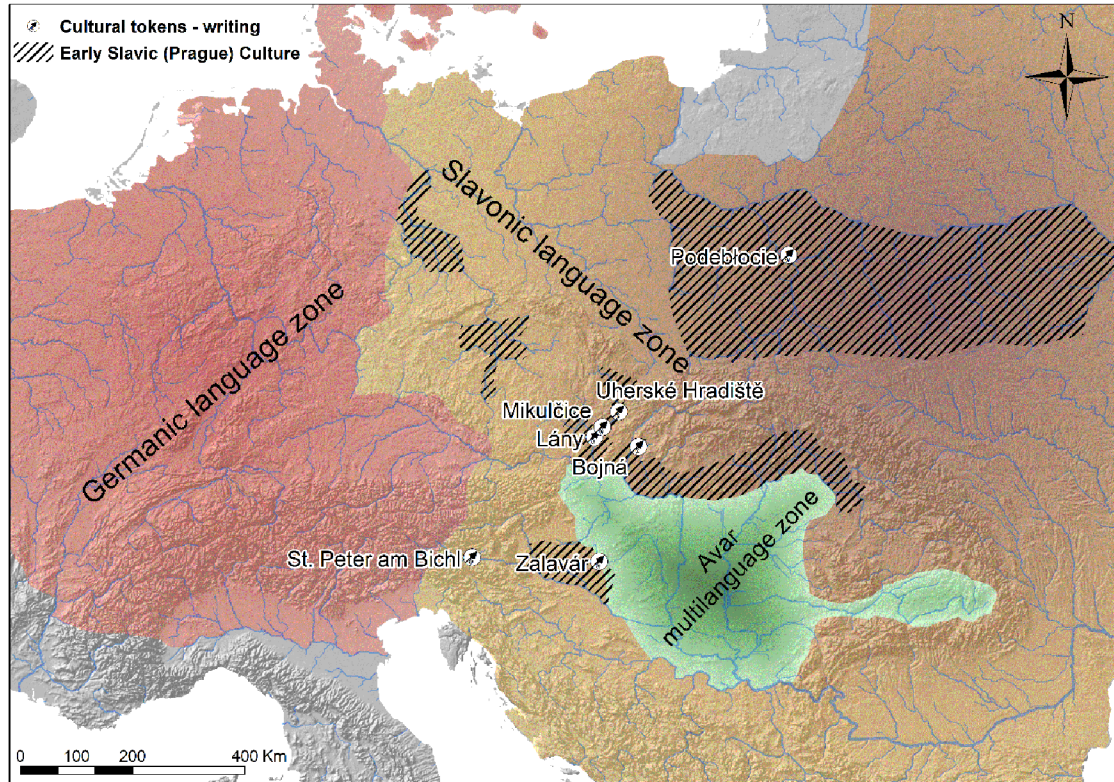 Cultural tokens - writing
Early Slavic (Prague) Culture
N
Slavonic language zone
Podebłocie
Germanic language zone
Uherské Hradiště
Mikulčice
Lány
Bojná
Avar
multilanguage zone
St. Peter am Bichl
Zalavár
0 100 200 400 Km